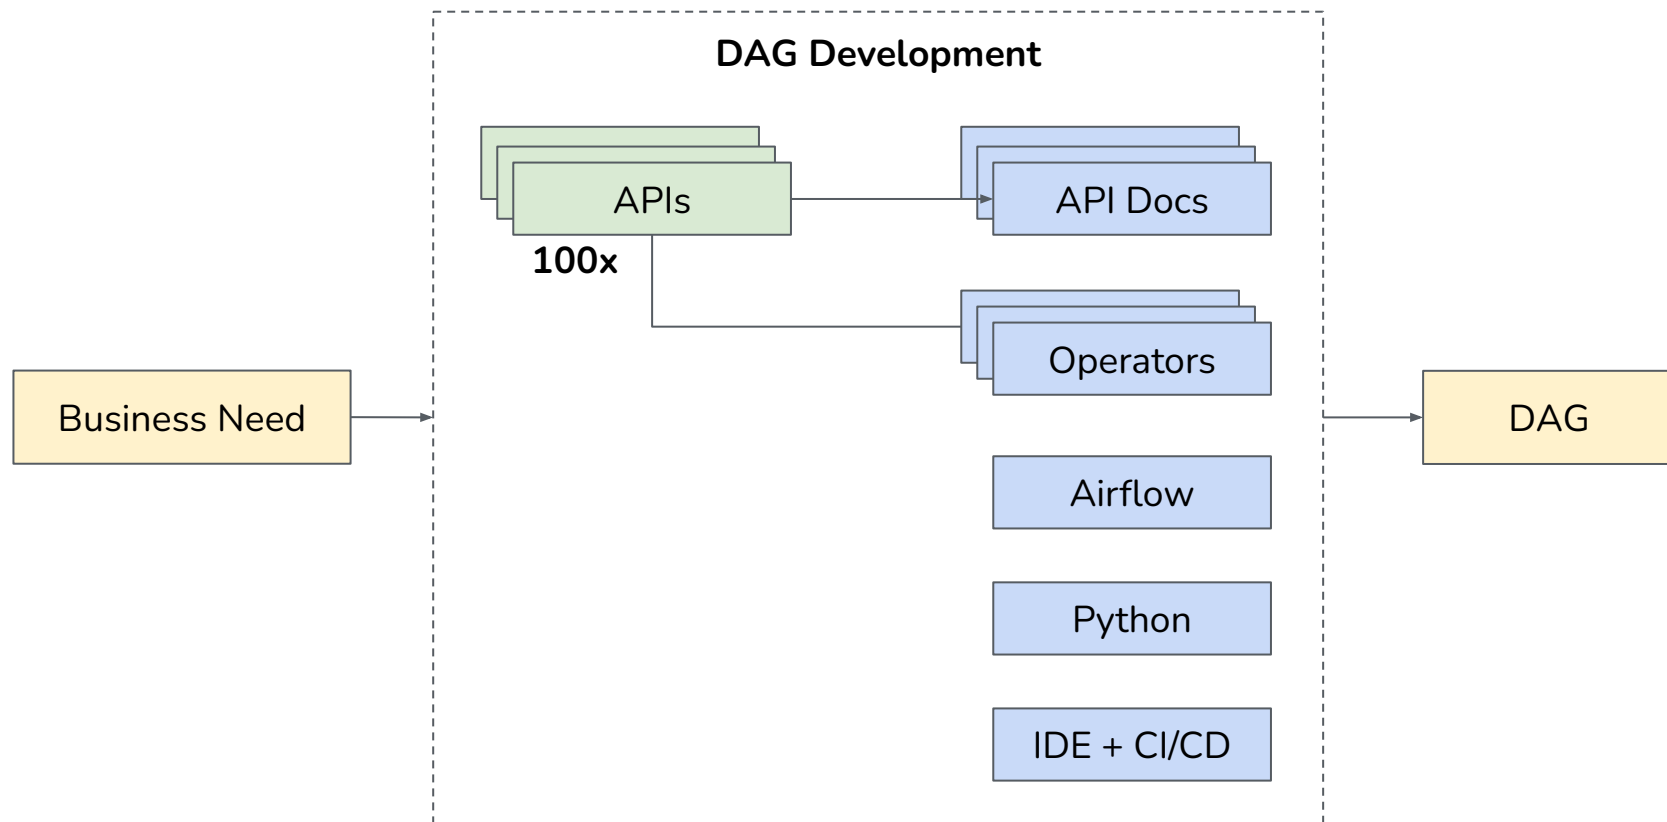 DAG Development
APIs
API Docs
100x
Operators
Business Need
DAG
Airflow
Python
IDE + CI/CD